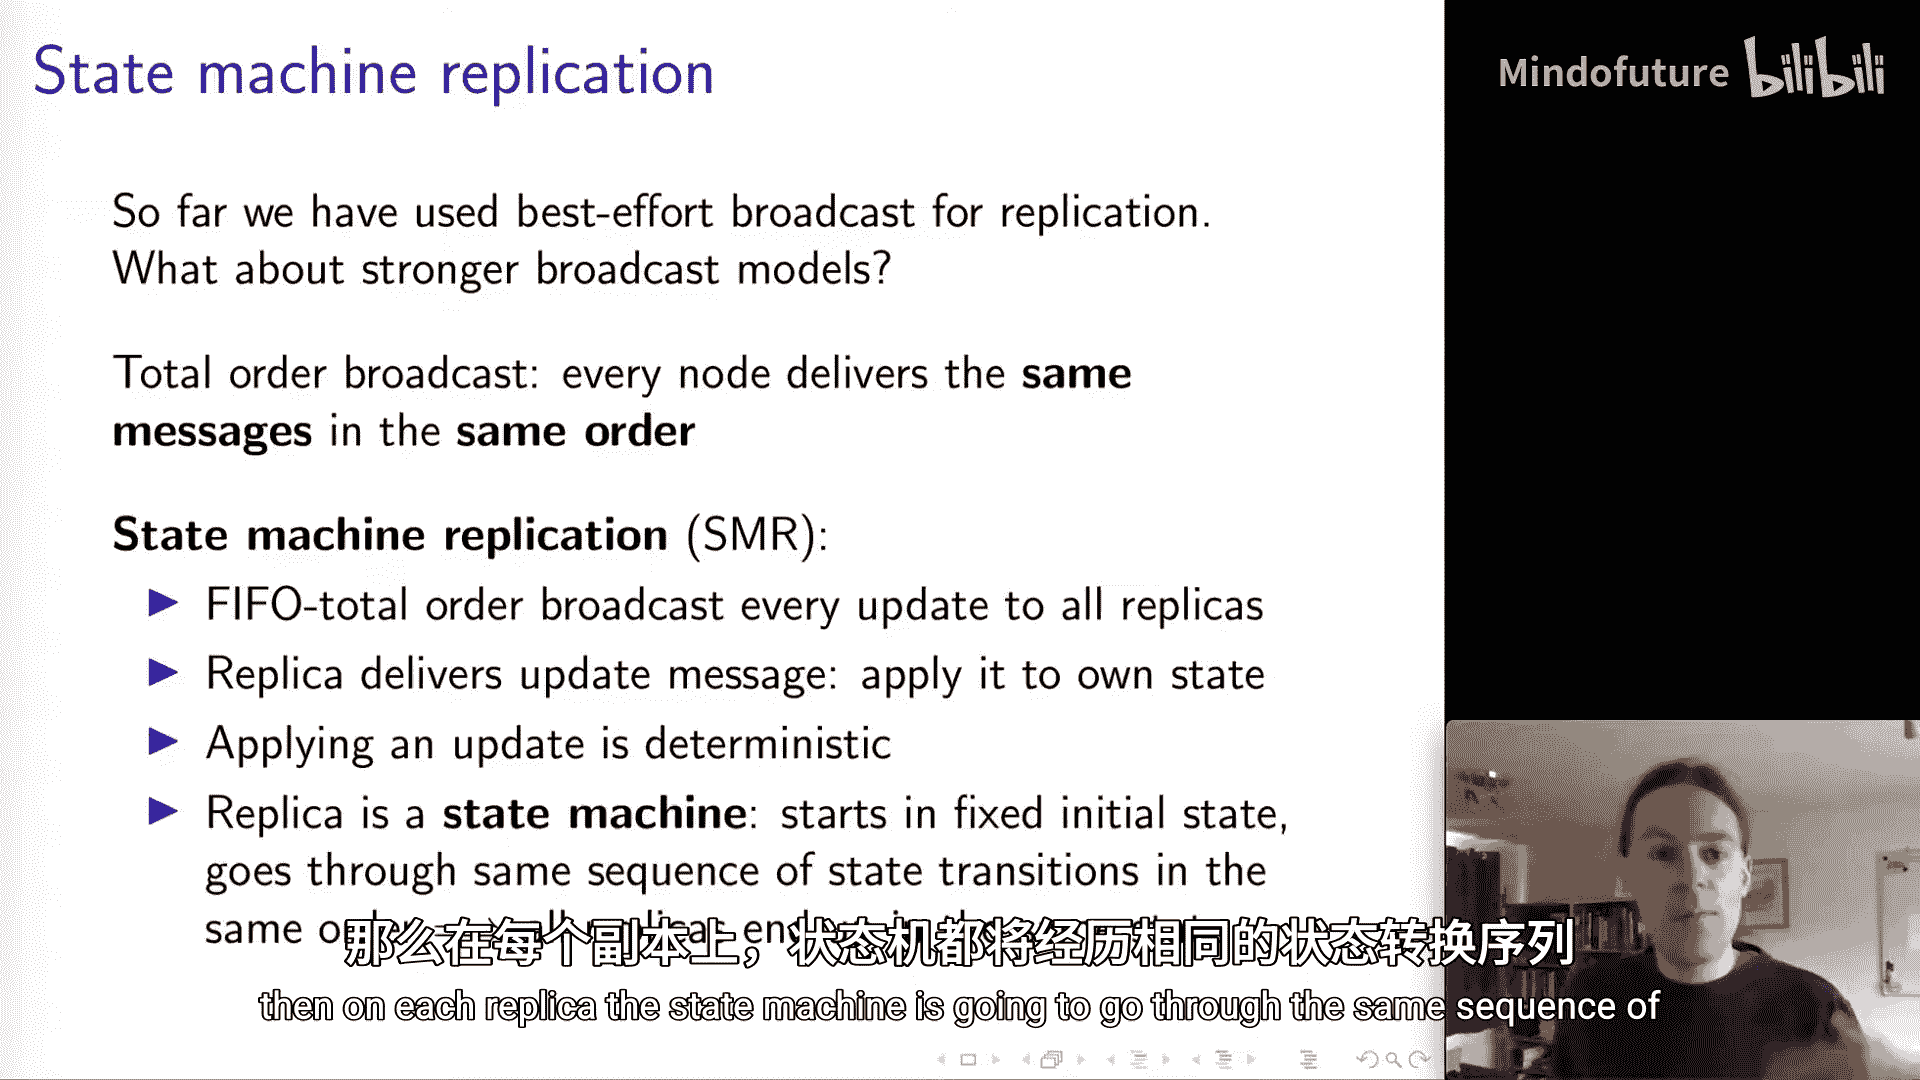 State machine replication
Mindofuture bilibili
So far we have used best-effort broadcast for replication.
What about stronger broadcast models?
Total order broadcast: every node delivers the same
messages in the same order
State machine replication (SMR):
▶ FIFO-total order broadcast every update to all replicas
▶ Replica delivers update message: apply it to own state
▶ Applying an update is deterministic
▶ Replica is a state machine: starts in fixed initial state,
goes through same sequence of state transitions in the
same
那么在每个副本上，状态机都将经历相同的状态转换序列
then on each replica the state machine is going to go through the same sequence of